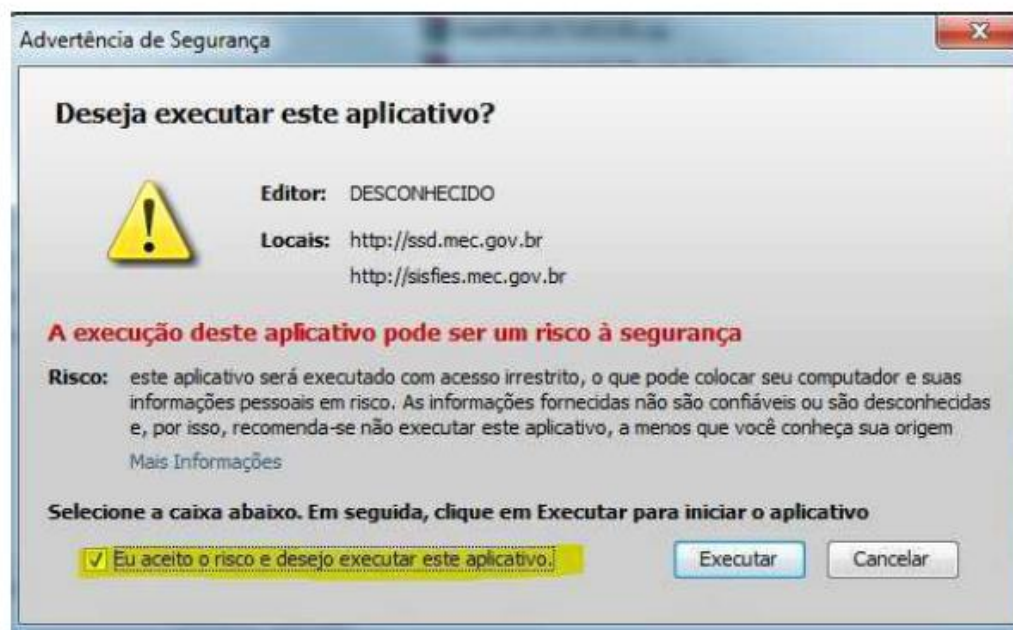 Advertência de Segurança
Deseja executar este aplicativo?
Editor: DESCONHECIDO
Locais: http://ssd.mec.gov.br
http://sisfies.mec.gov.br
A execução deste aplicativo pode ser um risco à segurança
Risco: este aplicativo será executado com acesso irrestrito, o que pode colocar seu computador e suas
informações pessoais em risco. As informações fornecidas não são confiáveis ou são desconhecidas
e, por isso, recomenda-se não executar este aplicativo, a menos que você conheça sua origem
Mais Informações
Selecione a caixa abaixo. Em seguida, clique em Executar para iniciar o aplicativo
Eu aceito o risco e desejo executar este aplicativo. Executar Cancelar